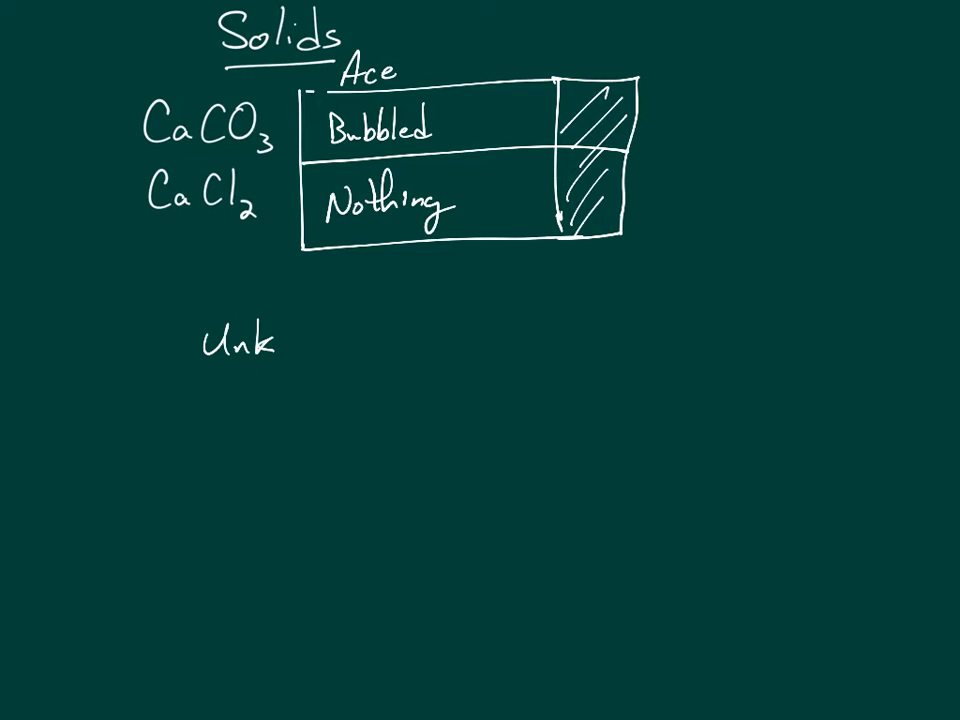 Solids
Ace
CaCO₃ Bubbled
CaCl₂ Nothing
Unk